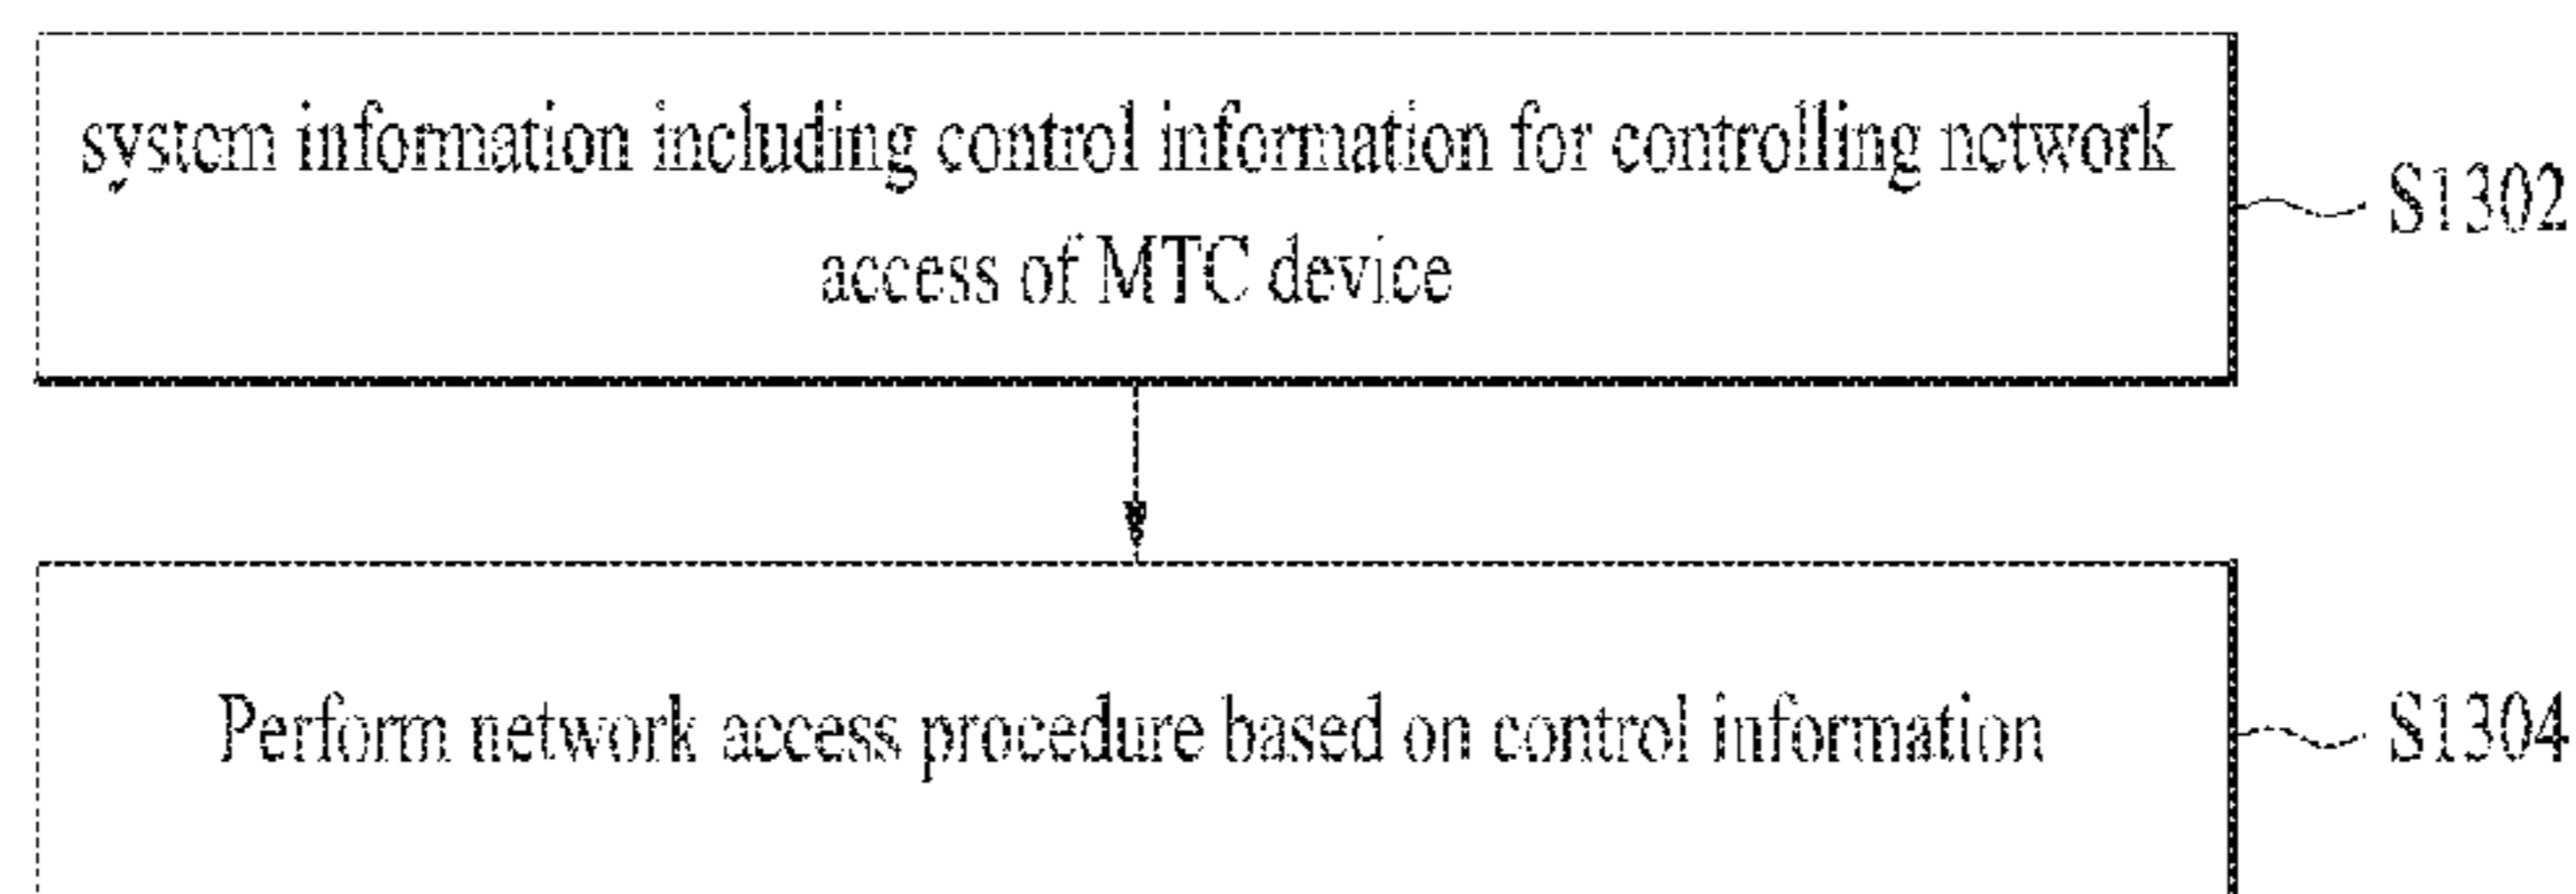 system information including control information for controlling network
access of MTC device
S1302
Perform network access procedure based on control information
S1304